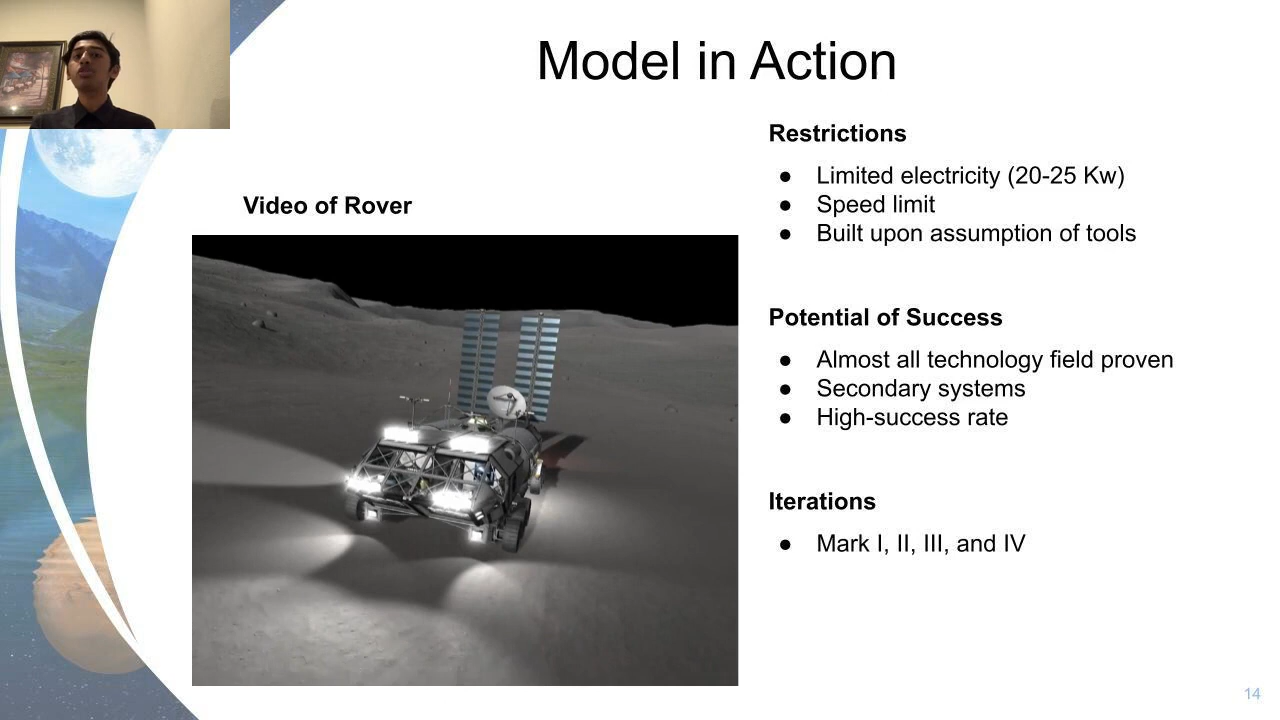 Model in Action
Video of Rover
Restrictions
● Limited electricity (20-25 Kw)
● Speed limit
● Built upon assumption of tools
Potential of Success
● Almost all technology field proven
● Secondary systems
● High-success rate
Iterations
● Mark I, II, III, and IV
14